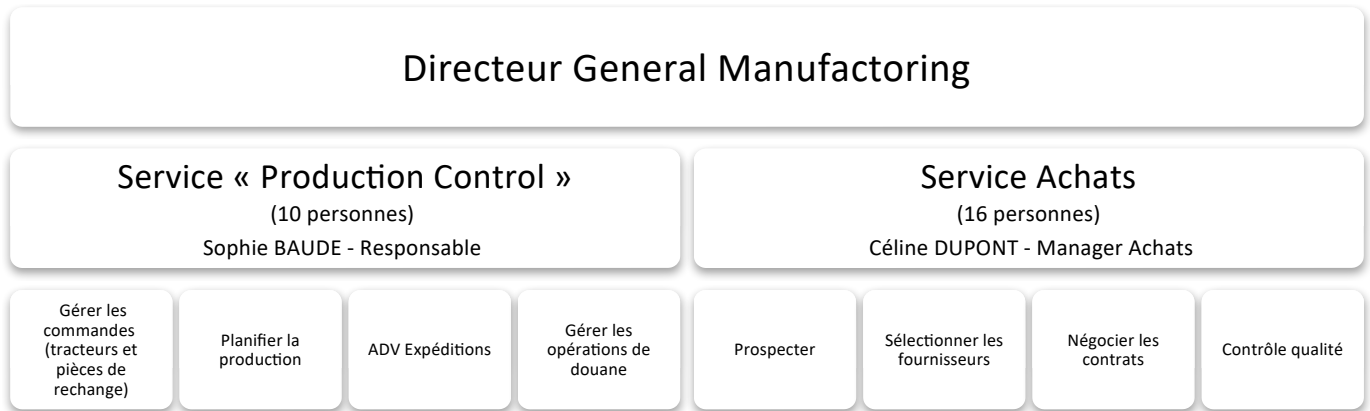 Directeur General Manufactoring
Service « Production Control »
(10 personnes)
Sophie BAUDE - Responsable
Service Achats
(16 personnes)
Céline DUPONT - Manager Achats
Gérer les
commandes
(tracteurs et
pièces de
rechange)
Planifier la
production
ADV Expéditions
Gérer les
opérations de
douane
Prospecter
Sélectionner les
fournisseurs
Négocier les
contrats
Contrôle qualité